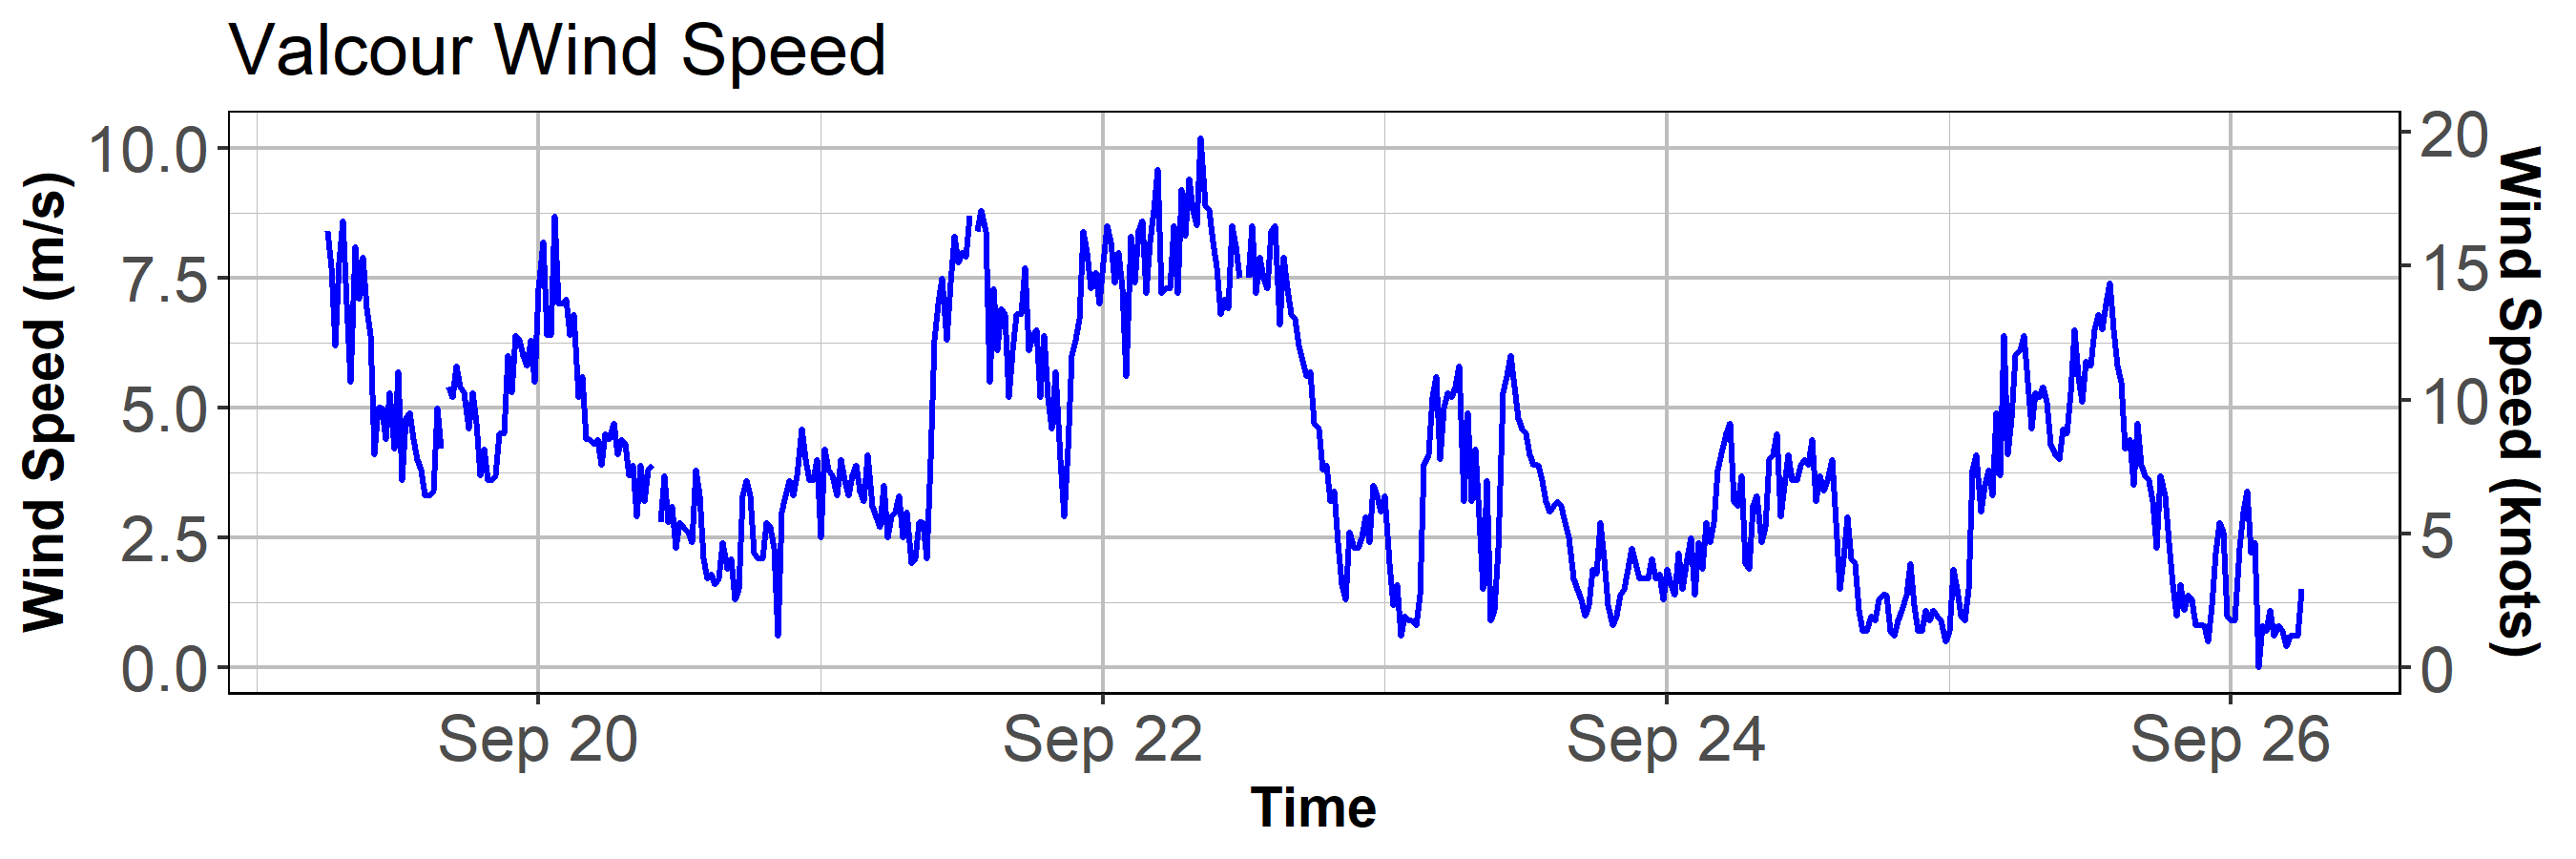 Valcour Wind Speed
Wind Speed (m/s)
10.0
7.5
5.0
2.5
0.0
20
15
10
5
0
Wind Speed (knots)
Sep 20 Sep 22 Sep 24 Sep 26
Time